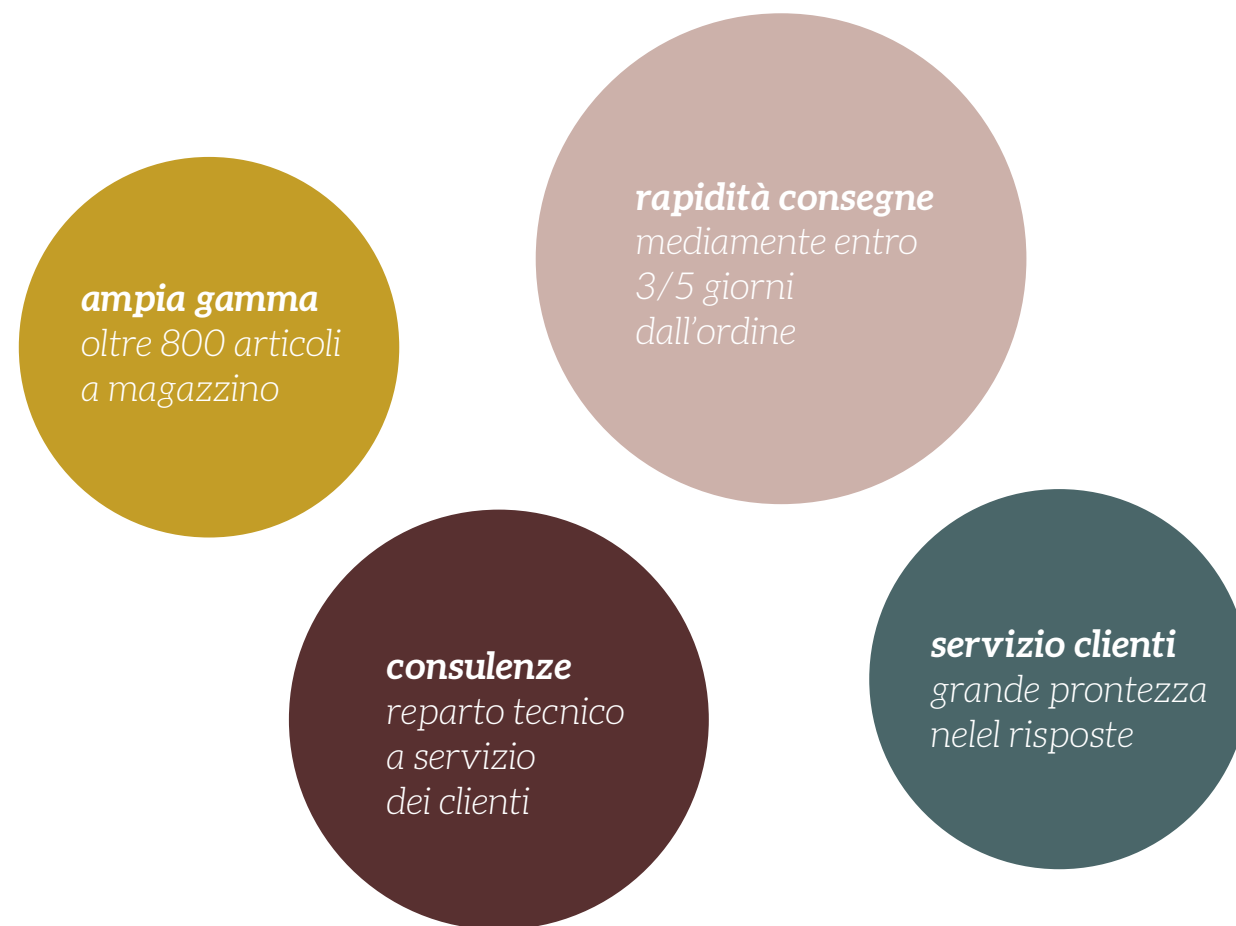 ampia gamma
oltre 800 articoli
a magazzino
rapidità consegne
mediamente entro
3/5 giorni
dall'ordine
consulenze
reparto tecnico
a servizio
dei clienti
servizio clienti
grande prontezza
nelel risposte